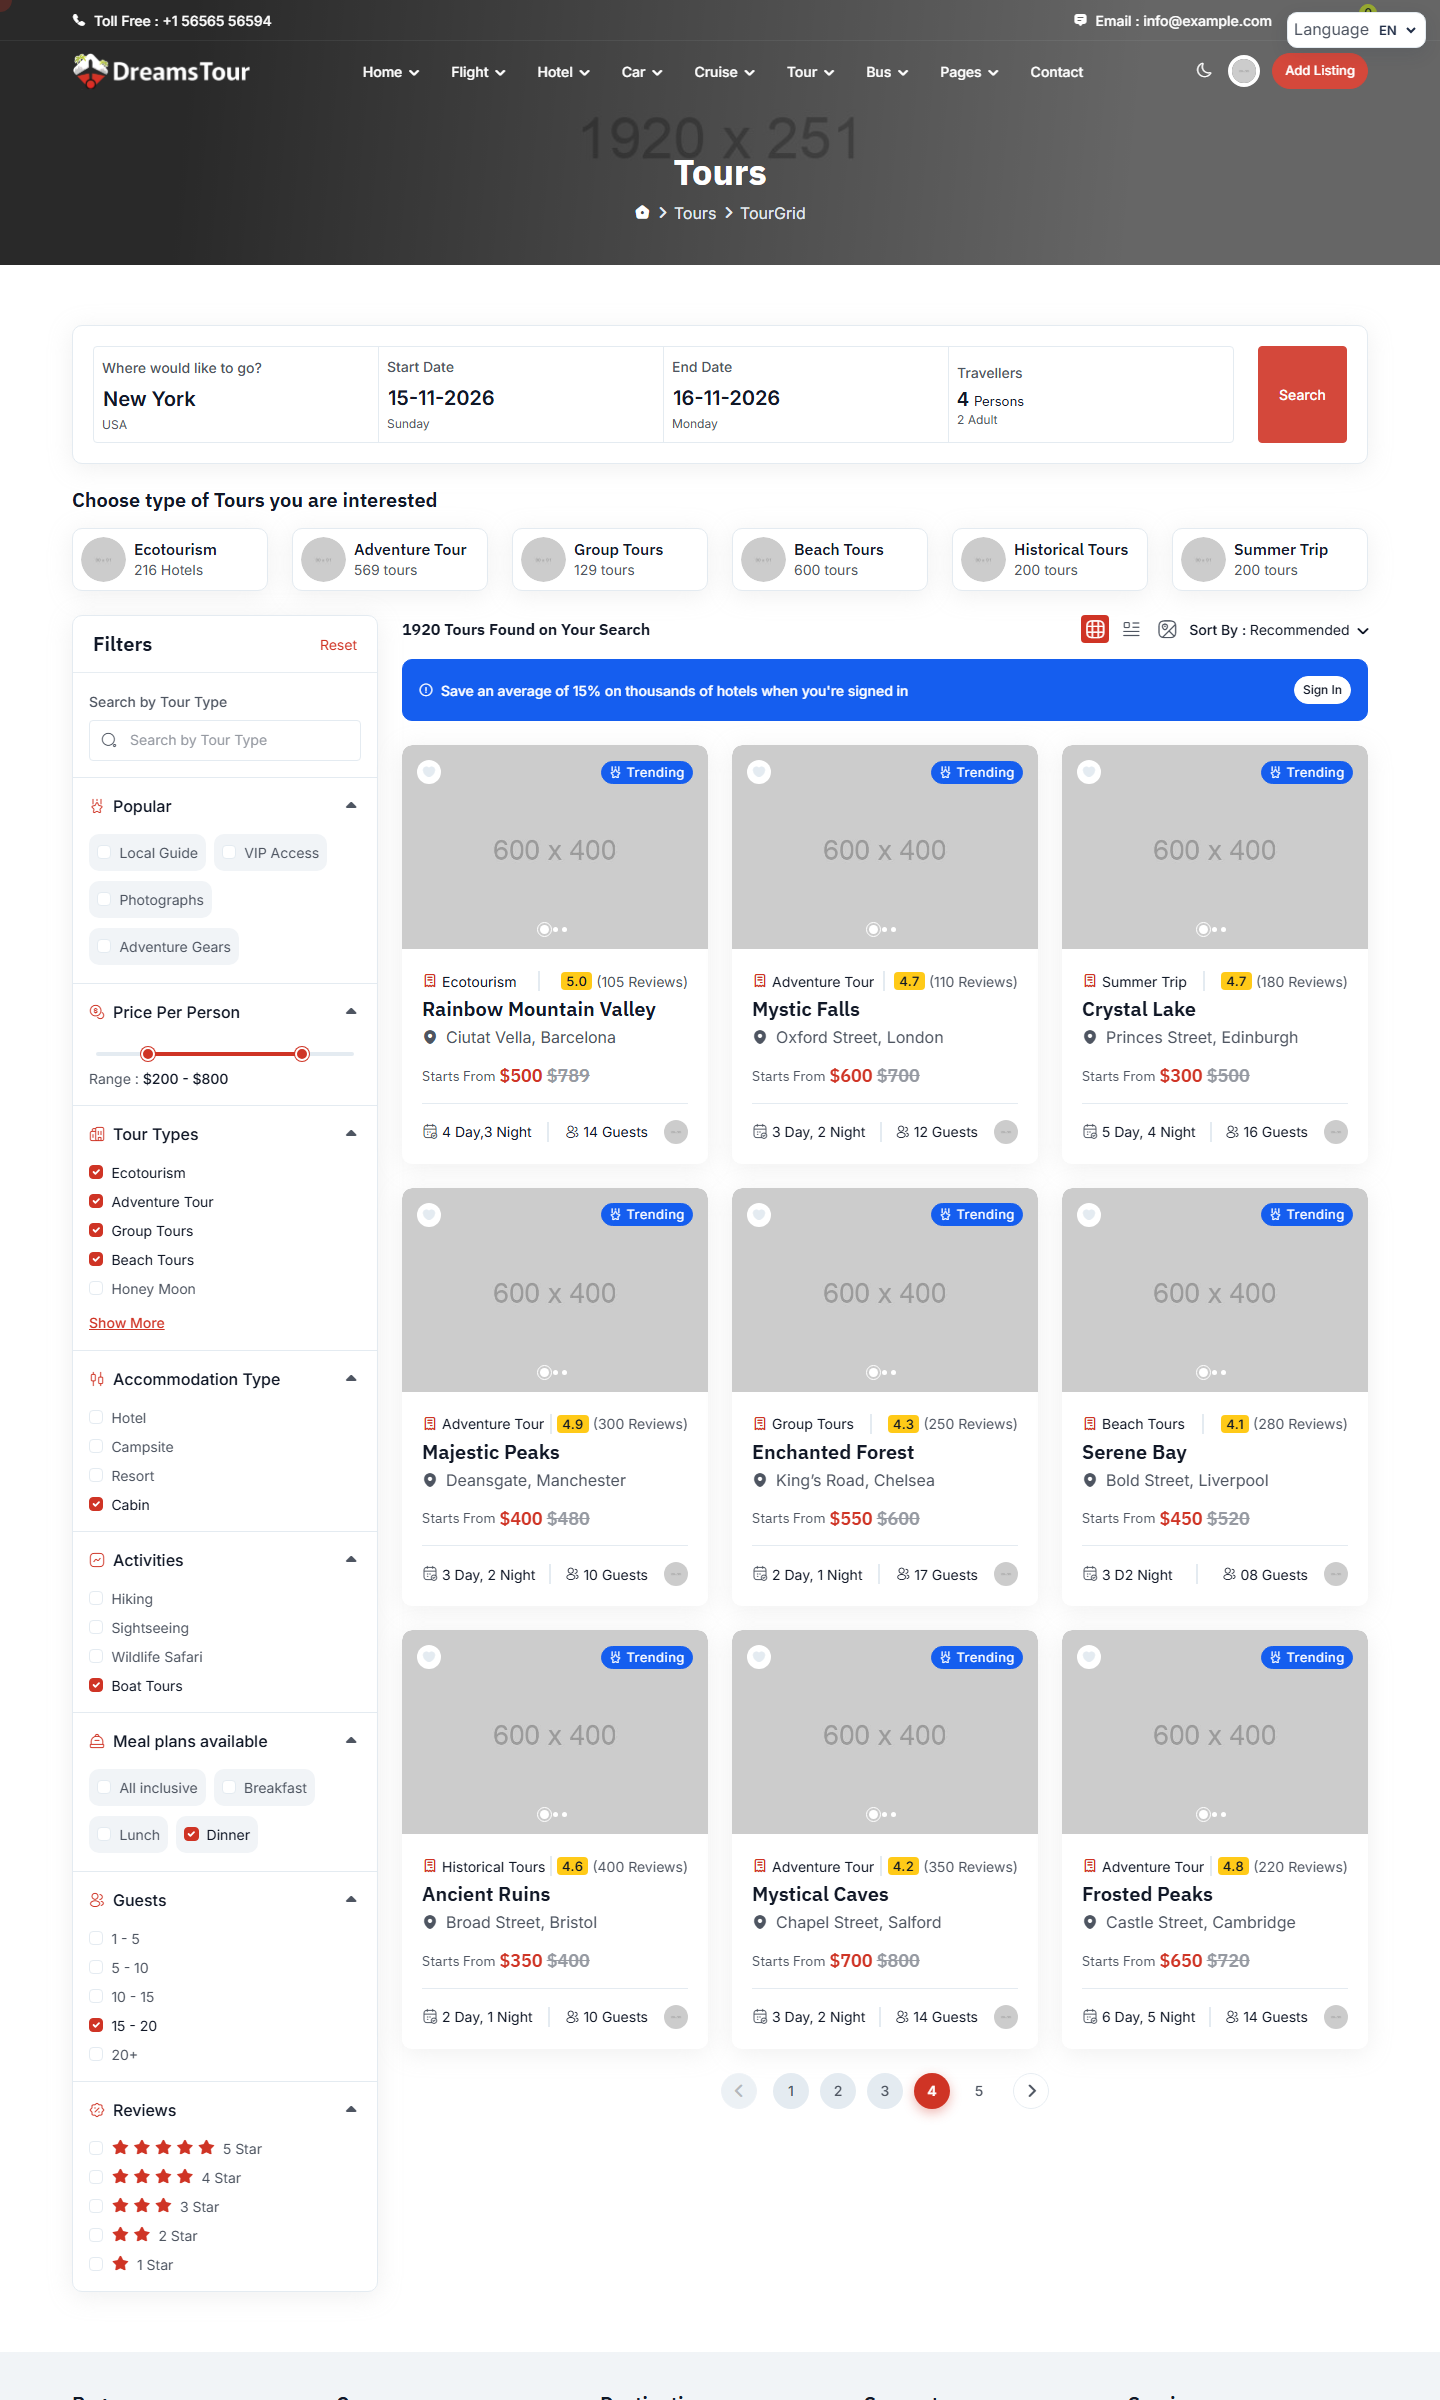 Toll Free : +1 56565 56594
Email : info@example.com
Language EN
DreamsTour
Home Flight Hotel Car Cruise Tour Bus Pages Contact
Add Listing
1920 x 251
Tours
Tours TourGrid
Where would like to go?
New York
USA
Start Date
15-11-2026
Sunday
End Date
16-11-2026
Monday
Travellers
4 Persons
2 Adult
Search
Choose type of Tours you are interested
Ecotourism
216 Hotels
Adventure Tour
569 tours
Group Tours
129 tours
Beach Tours
600 tours
Historical Tours
200 tours
Summer Trip
200 tours
Filters
Reset
Search by Tour Type
Search by Tour Type
Popular
Local Guide
VIP Access
Photographs
Adventure Gears
Price Per Person
Range : $200 - $800
Tour Types
Ecotourism
Adventure Tour
Group Tours
Beach Tours
Honey Moon
Show More
Accommodation Type
Hotel
Campsite
Resort
Cabin
Activities
Hiking
Sightseeing
Wildlife Safari
Boat Tours
Meal plans available
All inclusive
Breakfast
Lunch
Dinner
Guests
1 - 5
5 - 10
10 - 15
15 - 20
20+
Reviews
5 Star
4 Star
3 Star
2 Star
1 Star
1920 Tours Found on Your Search
Sort By : Recommended
Save an average of 15% on thousands of hotels when you're signed in
Sign In
Trending
600 x 400
Ecotourism 5.0 (105 Reviews)
Rainbow Mountain Valley
Ciutat Vella, Barcelona
Starts From $500 $789
4 Day,3 Night 14 Guests
Trending
600 x 400
Adventure Tour 4.7 (110 Reviews)
Mystic Falls
Oxford Street, London
Starts From $600 $700
3 Day, 2 Night 12 Guests
Trending
600 x 400
Summer Trip 4.7 (180 Reviews)
Crystal Lake
Princes Street, Edinburgh
Starts From $300 $500
5 Day, 4 Night 16 Guests
Trending
600 x 400
Adventure Tour 4.9 (300 Reviews)
Majestic Peaks
Deansgate, Manchester
Starts From $400 $480
3 Day, 2 Night 10 Guests
Trending
600 x 400
Group Tours 4.3 (250 Reviews)
Enchanted Forest
King’s Road, Chelsea
Starts From $550 $600
2 Day, 1 Night 17 Guests
Trending
600 x 400
Beach Tours 4.1 (280 Reviews)
Serene Bay
Bold Street, Liverpool
Starts From $450 $520
3 D2 Night 08 Guests
Trending
600 x 400
Historical Tours 4.6 (400 Reviews)
Ancient Ruins
Broad Street, Bristol
Starts From $350 $400
2 Day, 1 Night 10 Guests
Trending
600 x 400
Adventure Tour 4.2 (350 Reviews)
Mystical Caves
Chapel Street, Salford
Starts From $700 $800
3 Day, 2 Night 14 Guests
Trending
600 x 400
Adventure Tour 4.8 (220 Reviews)
Frosted Peaks
Castle Street, Cambridge
Starts From $650 $720
6 Day, 5 Night 14 Guests
1 2 3 4 5